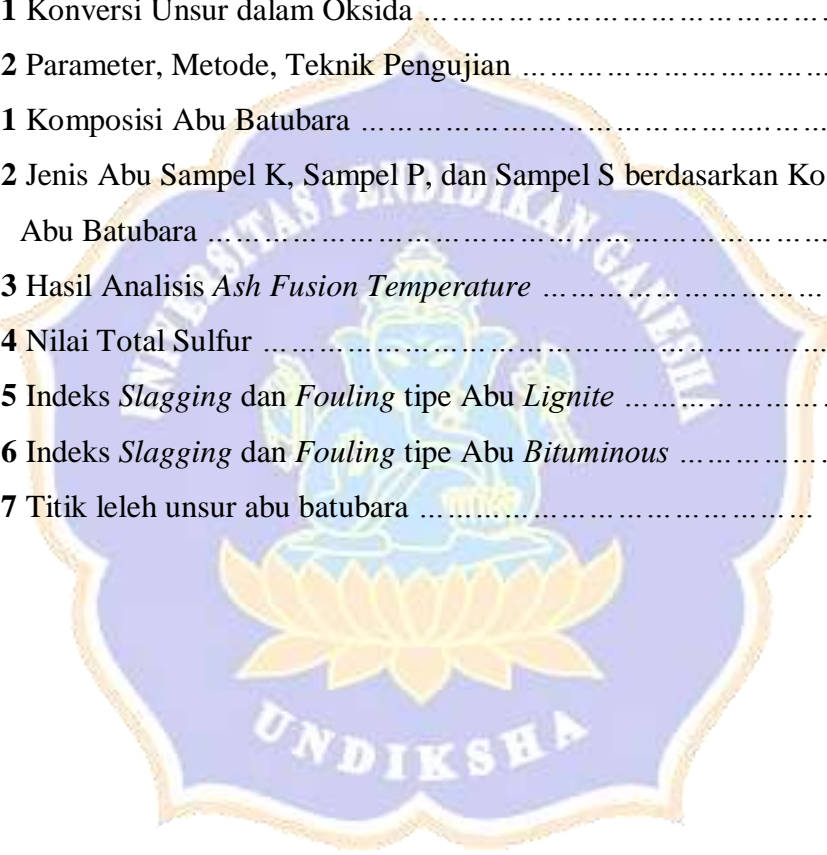 1 Konversi Unsur dalam Oksida ……………………………………
2 Parameter, Metode, Teknik Pengujian ……………………………
1 Komposisi Abu Batubara …………………………………………
2 Jenis Abu Sampel K, Sampel P, dan Sampel S berdasarkan Ko
Abu Batubara ………………………………………………………
3 Hasil Analisis Ash Fusion Temperature …………………………
4 Nilai Total Sulfur …………………………………………………
5 Indeks Slagging dan Fouling tipe Abu Lignite …………………
6 Indeks Slagging dan Fouling tipe Abu Bituminous ……………
7 Titik leleh unsur abu batubara ……………………………………
UNIVERSITAS PENDIDIKAN GANESHA
UNDIKSHA